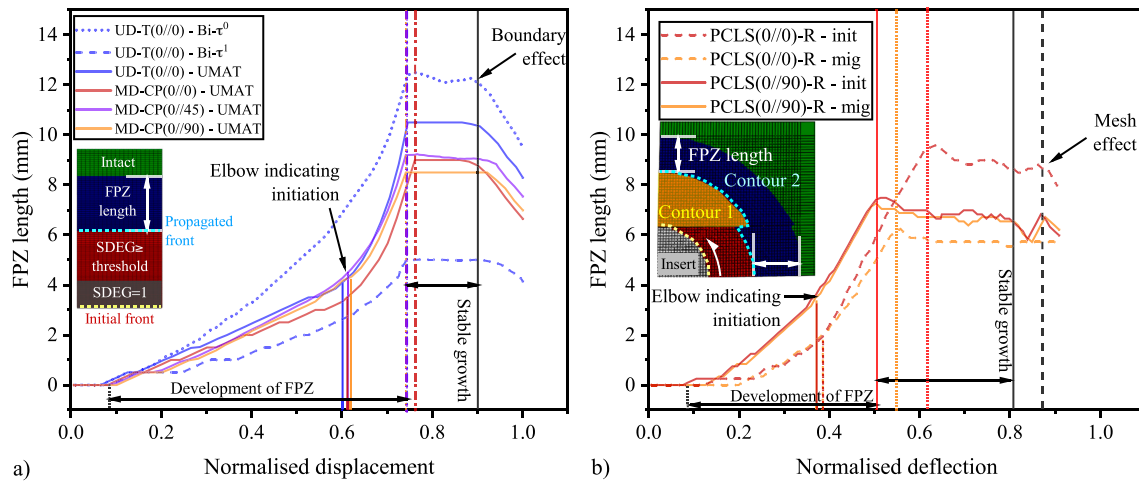 UD-T(0//0) - Bi-τ⁰
UD-T(0//0) - Bi-τ¹
UD-T(0//0) - UMAT
MD-CP(0//0) - UMAT
MD-CP(0//45) - UMAT
MD-CP(0//90) - UMAT
Boundary
effect
Elbow indicating
initiation
Intact
FPZ
length
Propagated
front
SDEG≥
threshold
SDEG=1
Initial front
Stable growth
Development of FPZ
FPZ length (mm)
14
12
10
8
6
4
2
0
0.0
0.2
0.4
0.6
0.8
1.0
Normalised displacement
a)
PCLS(0//0)-R - init
PCLS(0//0)-R - mig
PCLS(0//90)-R - init
PCLS(0//90)-R - mig
Mesh
effect
FPZ length
Contour 2
Contour 1
Insert
Elbow indicating
initiation
Stable growth
Development of FPZ
FPZ length (mm)
14
12
10
8
6
4
2
0
0.0
0.2
0.4
0.6
0.8
1.0
Normalised deflection
b)